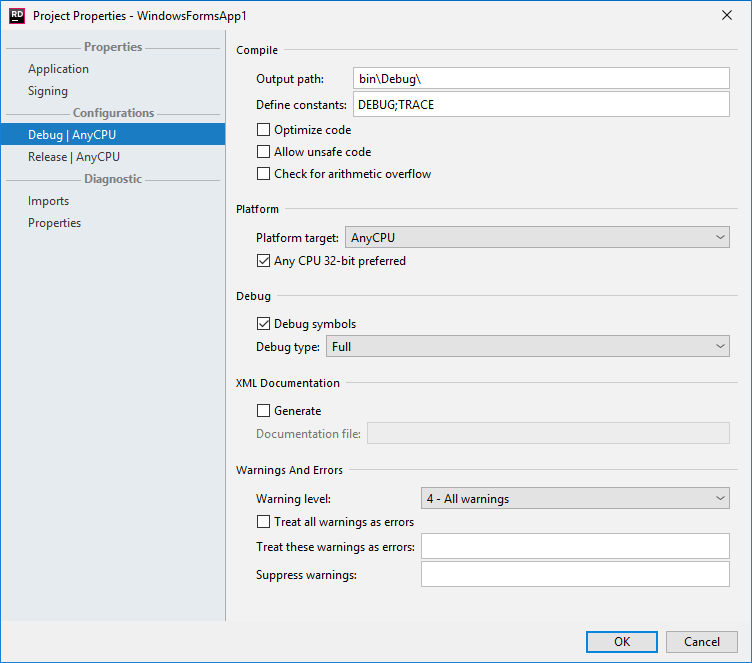 RD Project Properties - WindowsFormsApp1
Properties
Application
Signing
Configurations
Debug | AnyCPU
Release | AnyCPU
Diagnostic
Imports
Properties
Compile
Output path: bin\Debug\
Define constants: DEBUG;TRACE
Optimize code
Allow unsafe code
Check for arithmetic overflow
Platform
Platform target: AnyCPU
Any CPU 32-bit preferred
Debug
Debug symbols
Debug type: Full
XML Documentation
Generate
Documentation file:
Warnings And Errors
Warning level: 4 - All warnings
Treat all warnings as errors
Treat these warnings as errors:
Suppress warnings:
OK Cancel